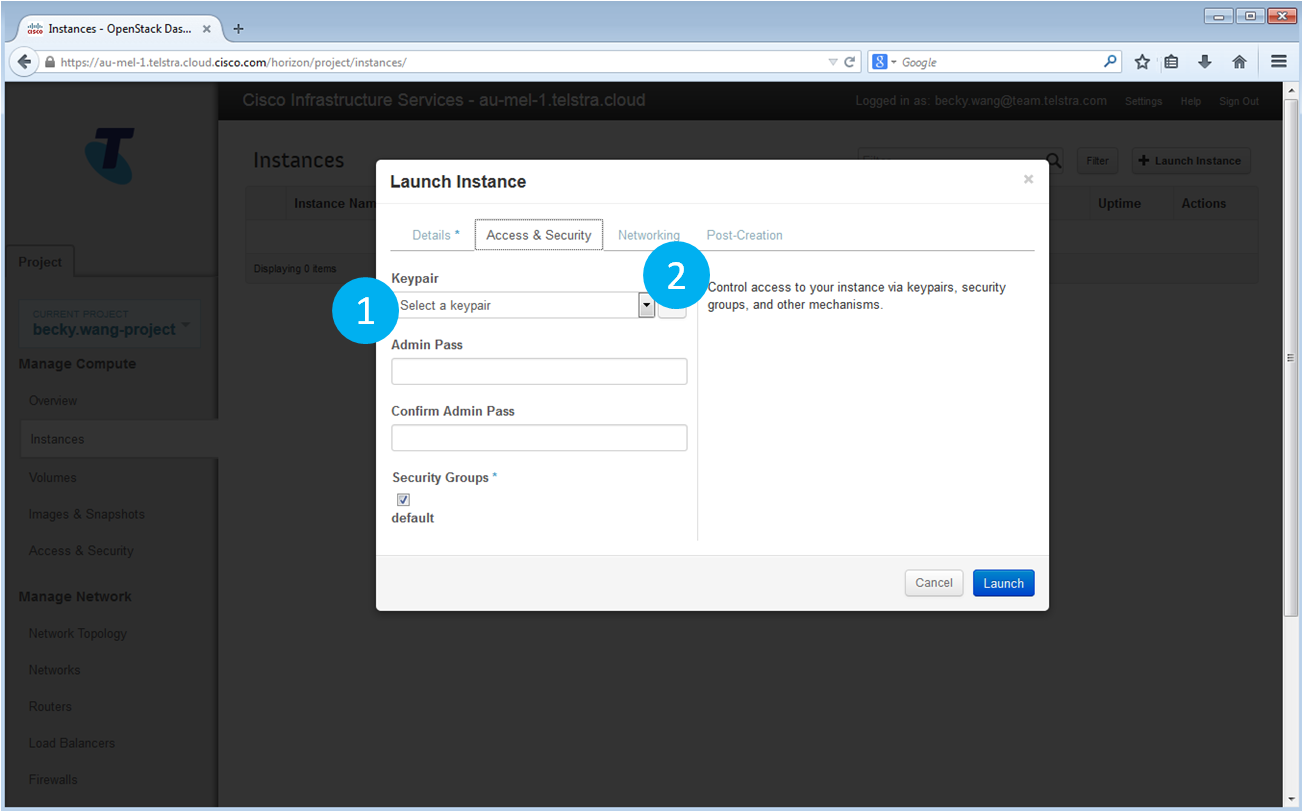 Instances - OpenStack Das...
https://au-mel-1.telstra.cloud.cisco.com/horizon/project/instances/
Google
Cisco Infrastructure Services - au-mel-1.telstra.cloud
Logged in as: becky.wang@team.telstra.com Settings Help Sign Out
Instances
Filter
Filter
+ Launch Instance
Instance Nam
Uptime
Actions
Displaying 0 items
Project
CURRENT PROJECT
becky.wang-project
Manage Compute
Overview
Instances
Volumes
Images & Snapshots
Access & Security
Manage Network
Network Topology
Networks
Routers
Load Balancers
Firewalls
Launch Instance
Details * Access & Security Networking Post-Creation
Keypair
1
2
Select a keypair
Admin Pass
Confirm Admin Pass
Security Groups *
default
Control access to your instance via keypairs, security
groups, and other mechanisms.
Cancel Launch